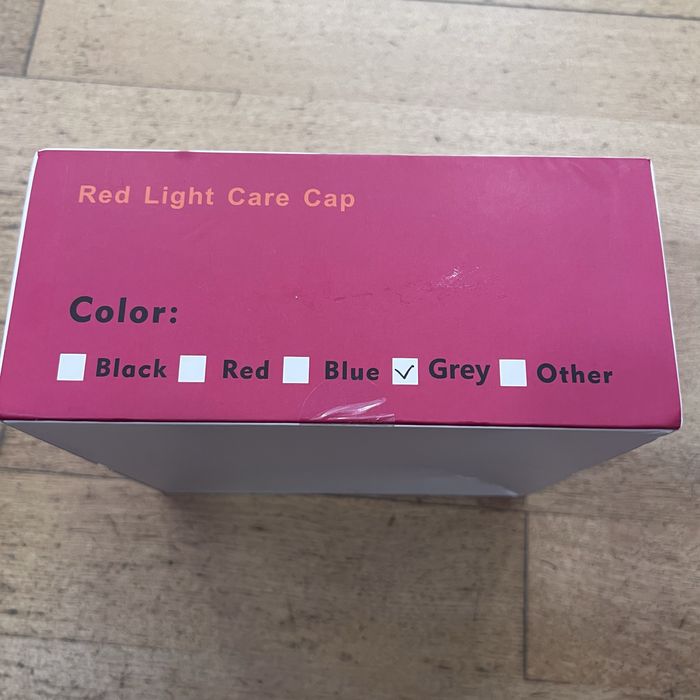 Red Light Care Cap
Color:
Black Red Blue Grey Other